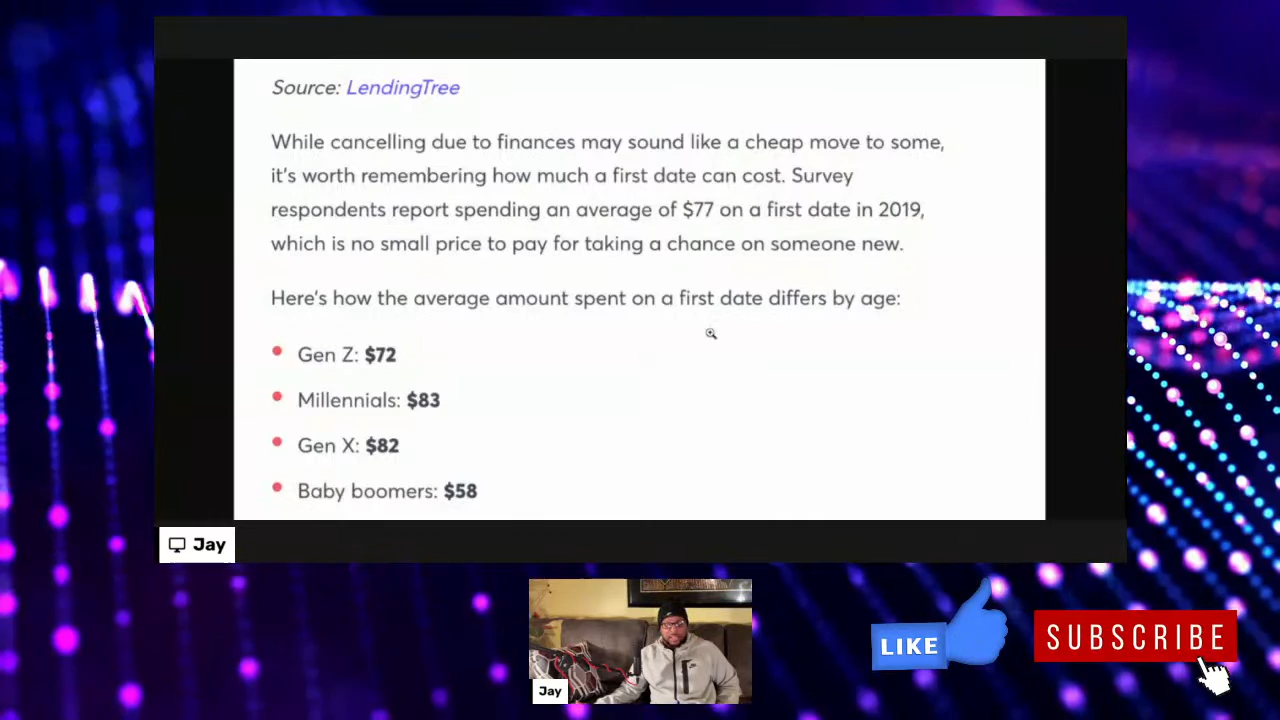 Source: LendingTree
While cancelling due to finances may sound like a cheap move to some,
it's worth remembering how much a first date can cost. Survey
respondents report spending an average of $77 on a first date in 2019,
which is no small price to pay for taking a chance on someone new.
Here's how the average amount spent on a first date differs by age:
Gen Z: $72
Millennials: $83
Gen X: $82
Baby boomers: $58
Jay
Jay
LIKE
SUBSCRIBE